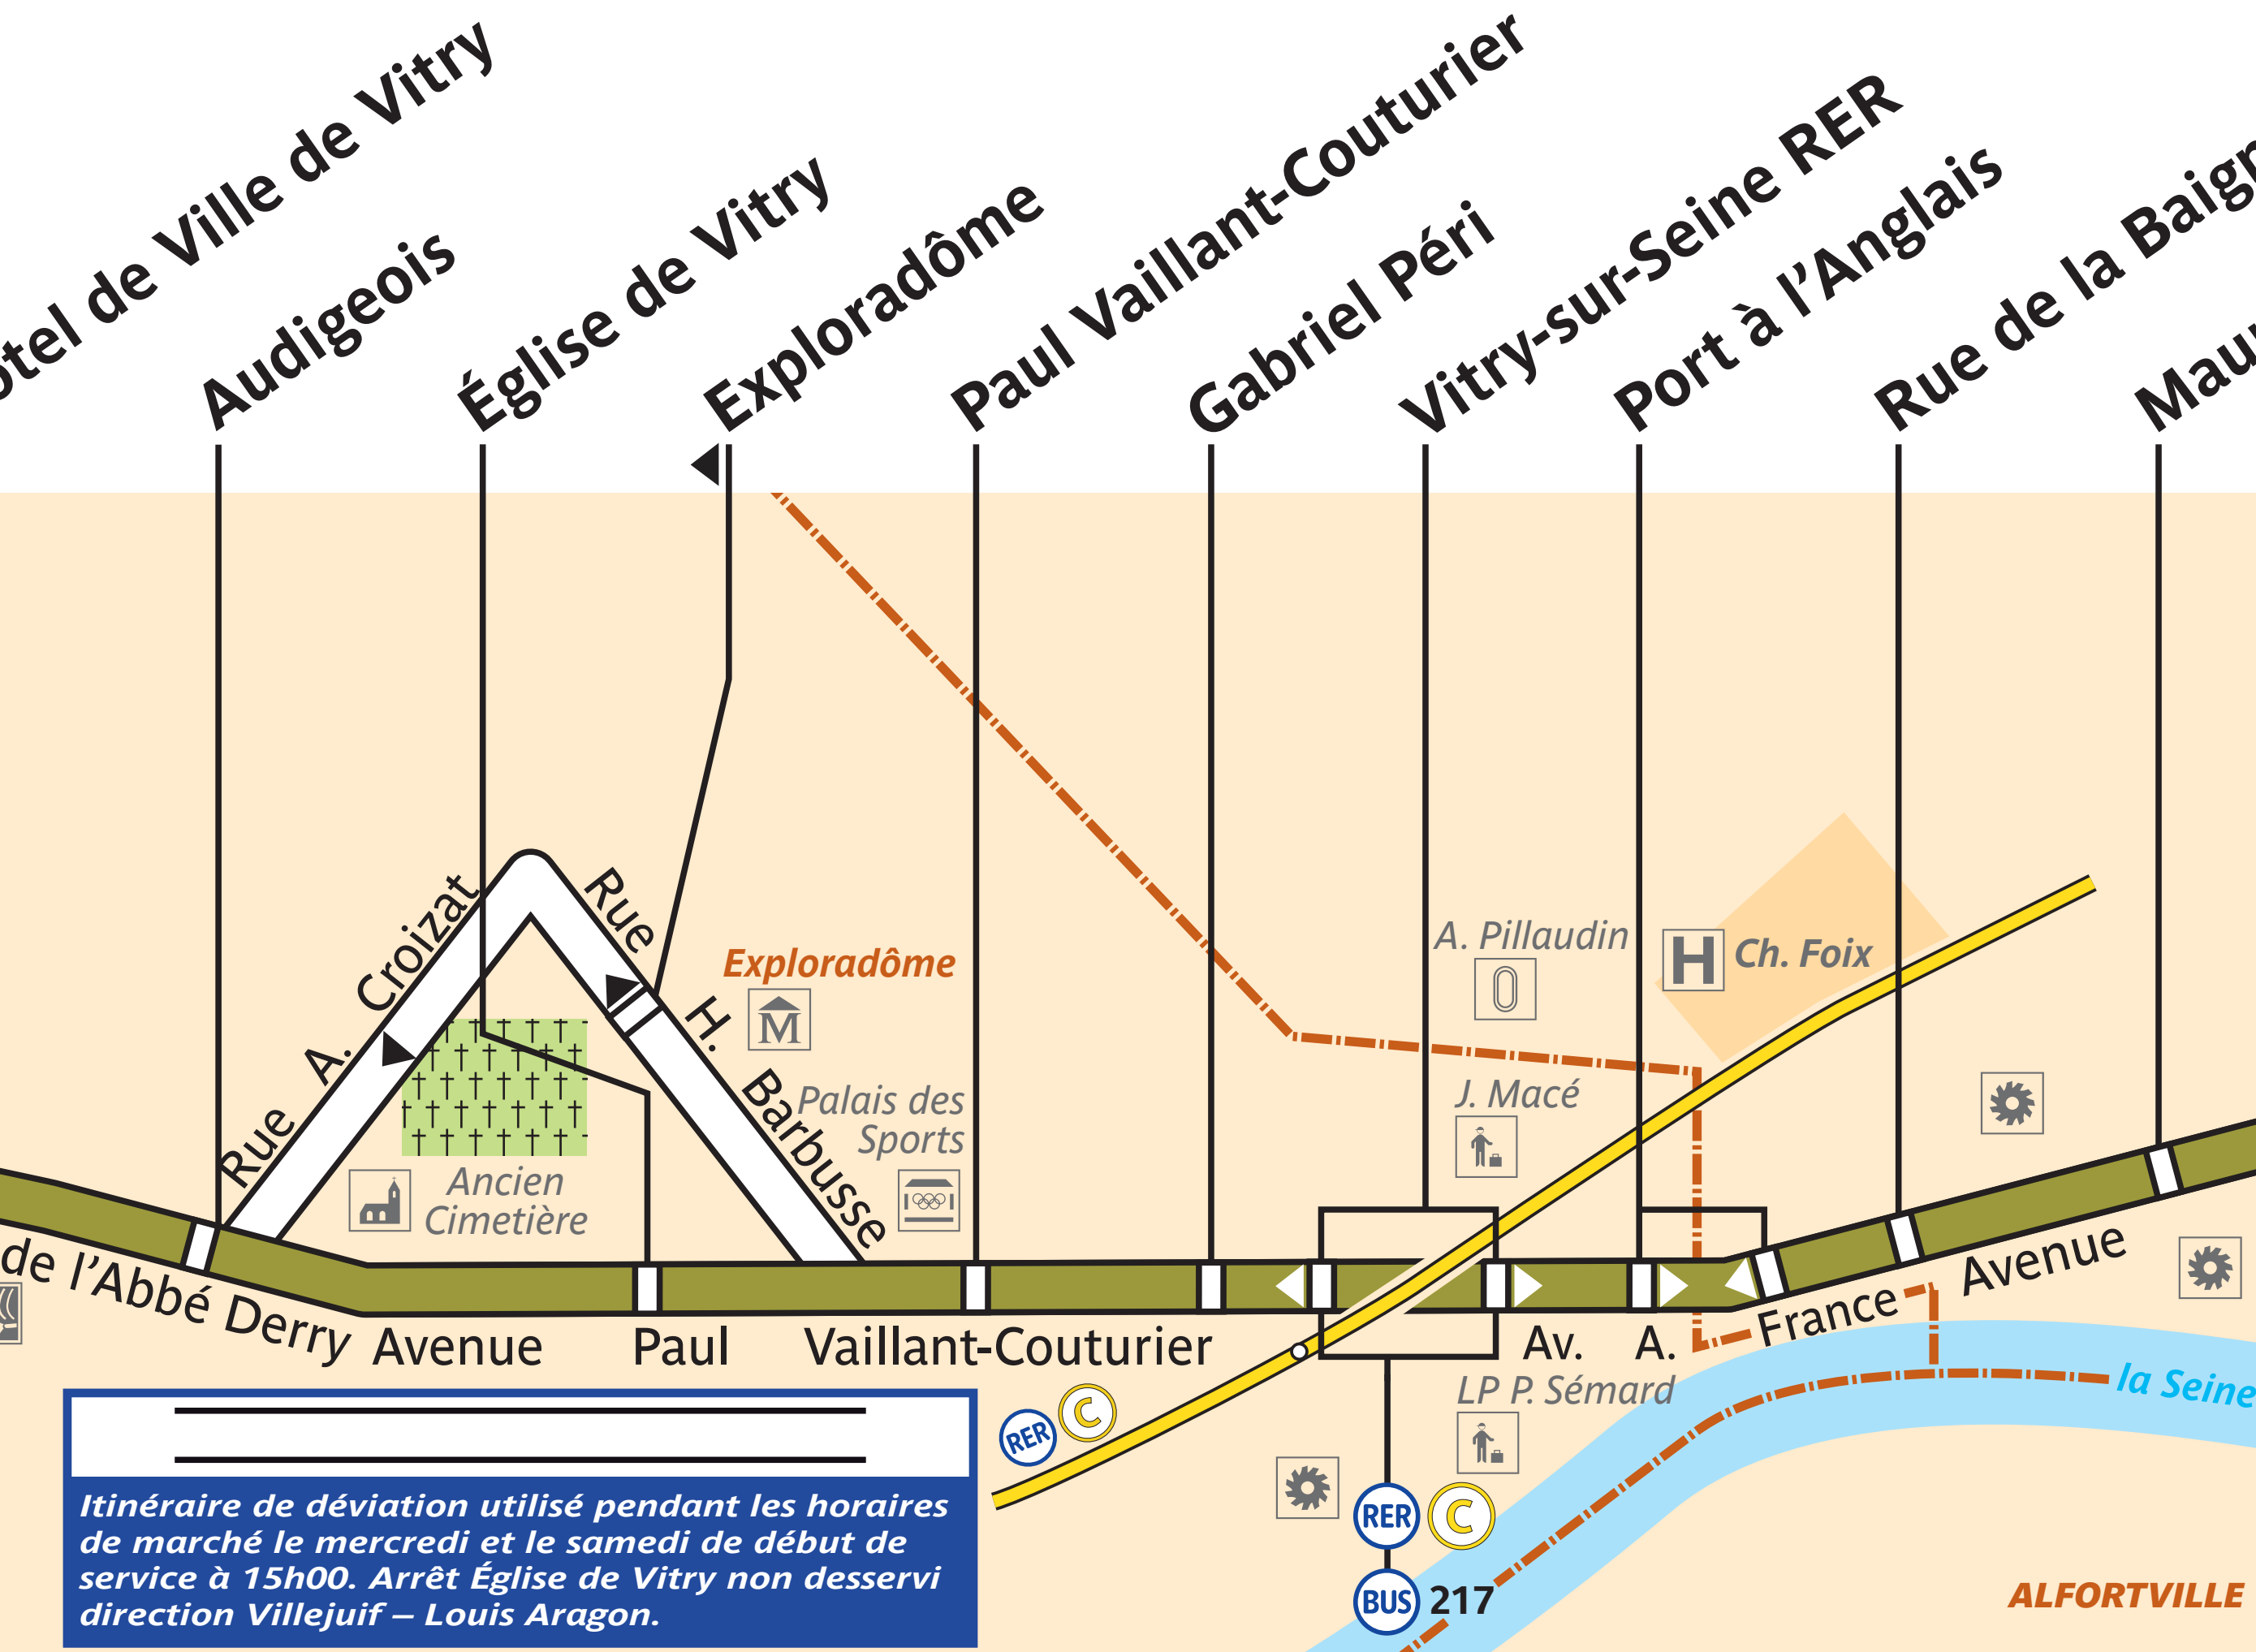 de Ville de Vitry
Audigeois
Église de Vitry
Exploradôme
Paul Vaillant-Couturier
Gabriel Péri
Vitry-sur-Seine RER
Port à l’Anglais
Rue de la
Rue A. Croizat
Rue H. Barbusse
Exploradôme
M
Palais des
Sports
Ancien
Cimetière
A. Pillaudin
H Ch. Foix
J. Macé
de l’Abbé Derry
Avenue Paul Vaillant-Couturier
Av. A. France Avenue
LP P. Sémard
la Seine
RER C
RER C
BUS 217
ALFORTVILLE
Itinéraire de déviation utilisé pendant les horaires
de marché le mercredi et le samedi de début de
service à 15h00. Arrêt Église de Vitry non desservi
direction Villejuif – Louis Aragon.